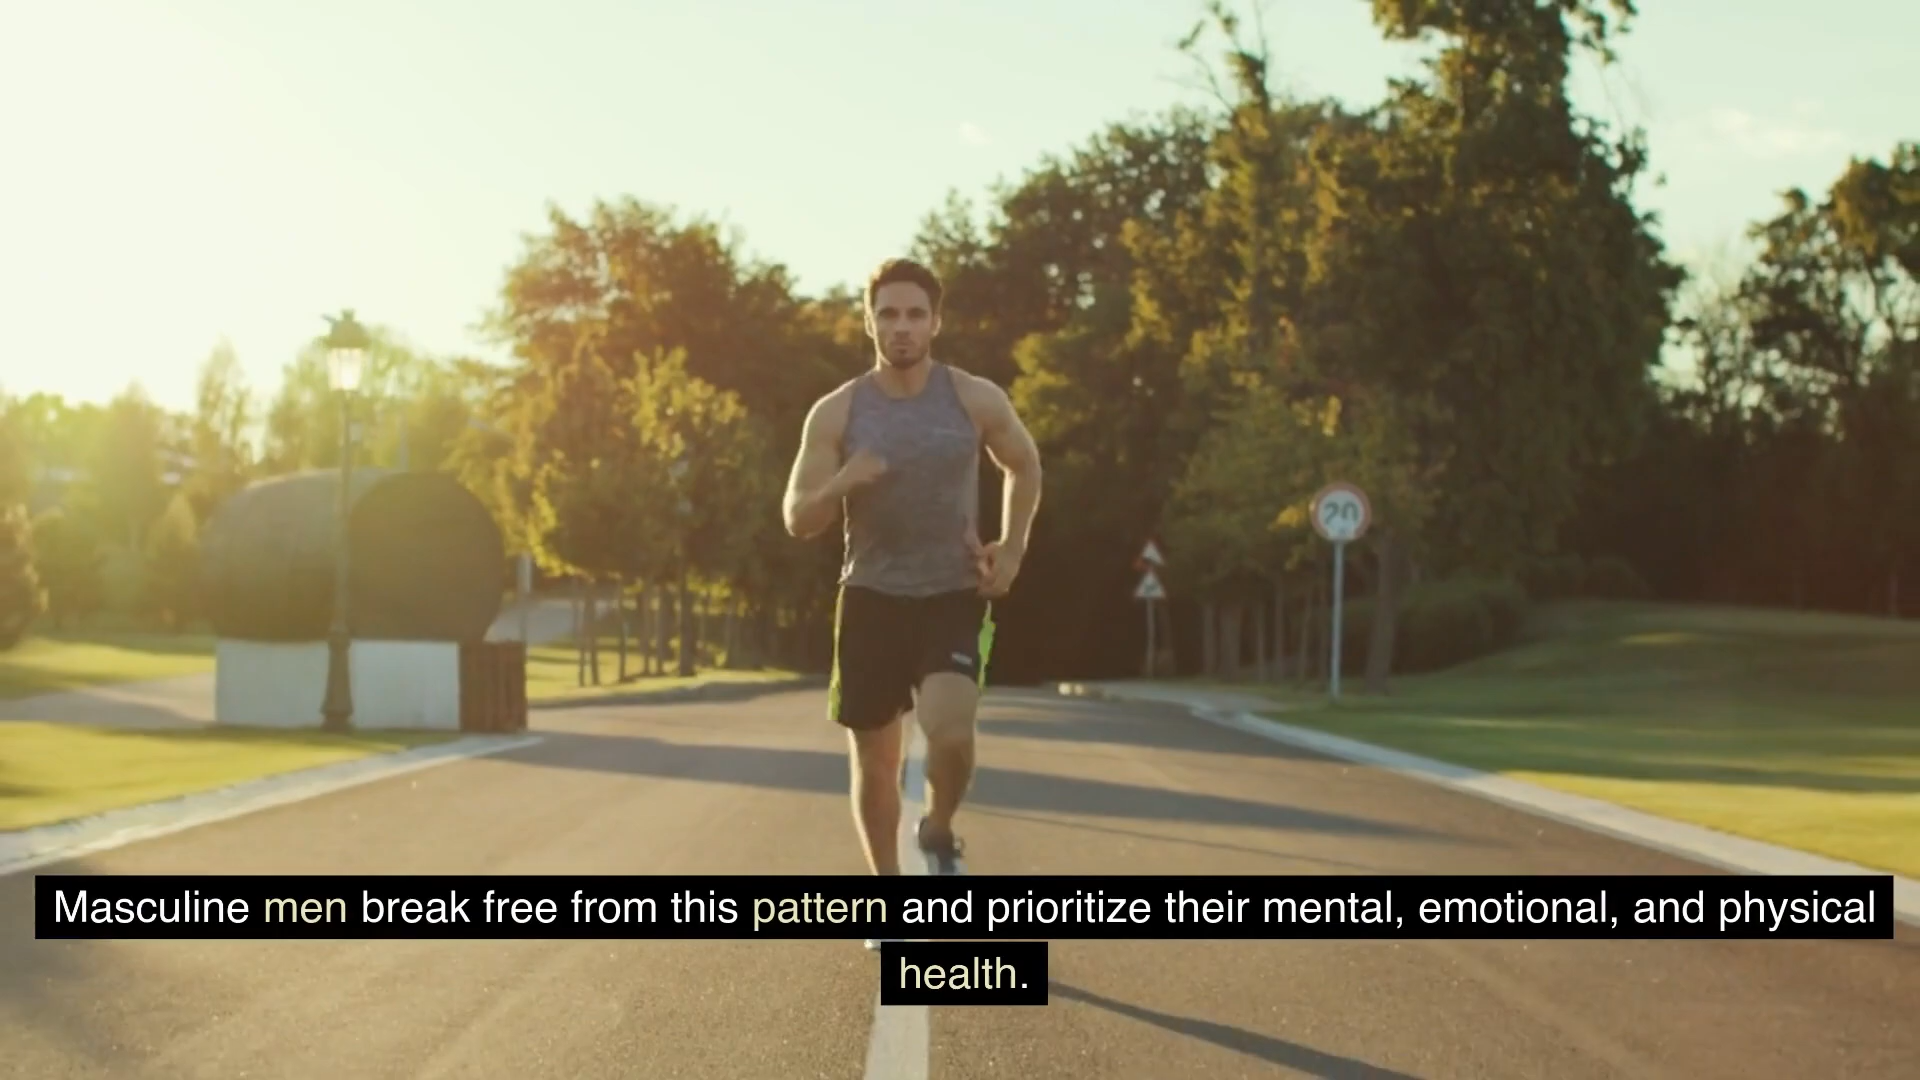 20
Masculine men break free from this pattern and prioritize their mental, emotional, and physical
health.